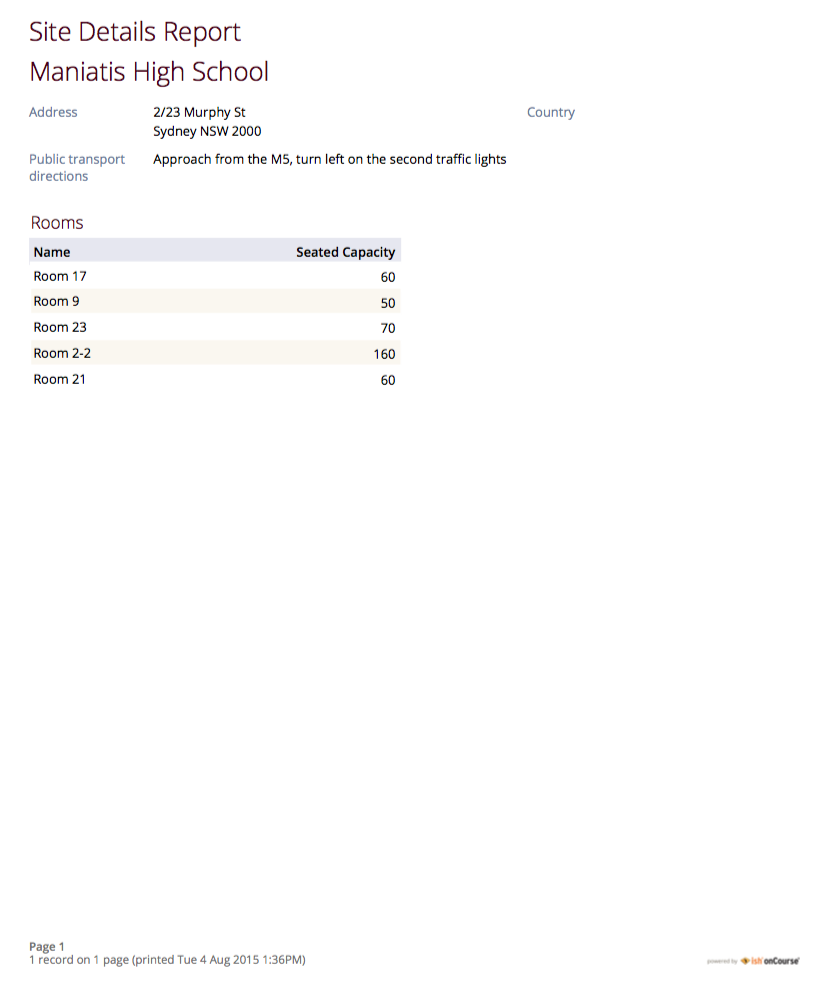 Site Details Report
Maniatis High School
Address 2/23 Murphy St Country
Sydney NSW 2000
Public transport directions Approach from the M5, turn left on the second traffic lights
Rooms
Name Seated Capacity
Room 17 60
Room 9 50
Room 23 70
Room 2-2 160
Room 21 60
Page 1
1 record on 1 page (printed Tue 4 Aug 2015 1:36PM)
powered by ish onCourse